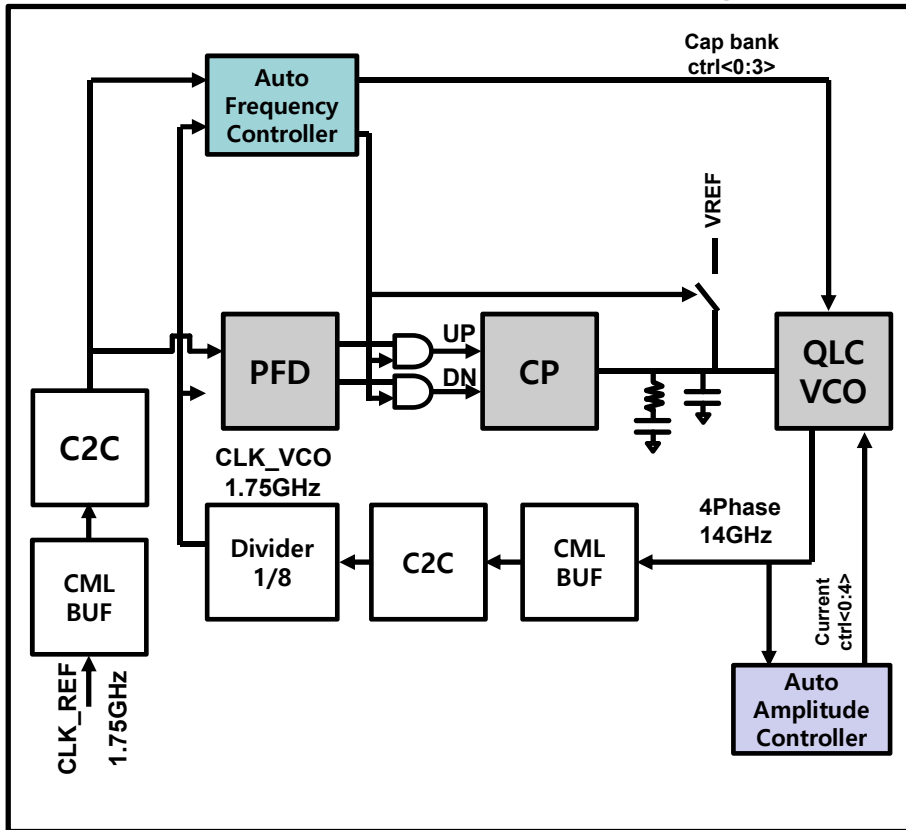 Cap bank
ctrl<0:3>
Auto
Frequency
Controller
VREF
PFD
UP
DN
CP
QLC
VCO
C2C
CLK_VCO
1.75GHz
4Phase
14GHz
Divider
1/8
C2C
CML
BUF
CML
BUF
Current
ctrl<0:4>
CLK_REF
1.75GHz
Auto
Amplitude
Controller